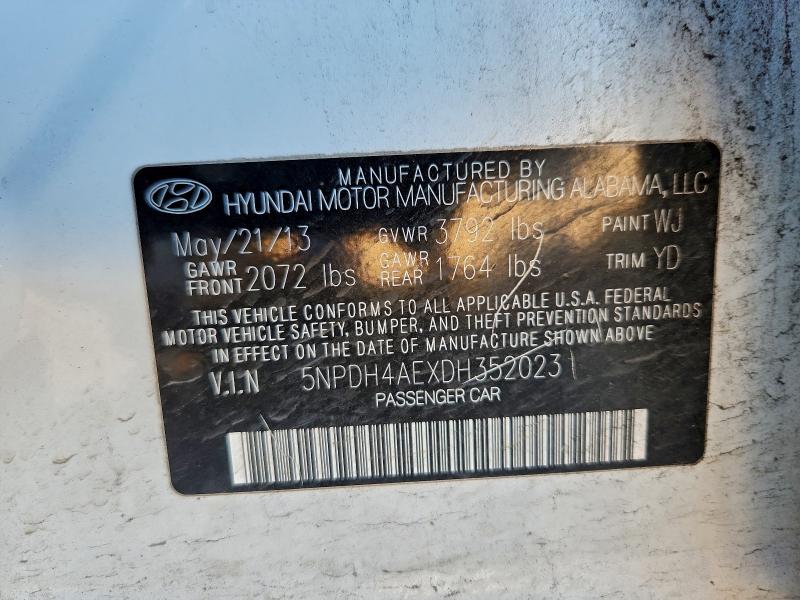 MANUFACTURED BY
HYUNDAI MOTOR MANUFACTURING ALABAMA, LLC
May/21/13 GVWR 3792 lbs PAINT WJ
GAWR FRONT 2072 lbs GAWR REAR 1764 lbs TRIM YD
THIS VEHICLE CONFORMS TO ALL APPLICABLE U.S.A. FEDERAL
MOTOR VEHICLE SAFETY, BUMPER, AND THEFT PREVENTION STANDARDS
IN EFFECT ON THE DATE OF MANUFACTURE SHOWN ABOVE
V.I.N 5NPDH4AEXDH352023
PASSENGER CAR